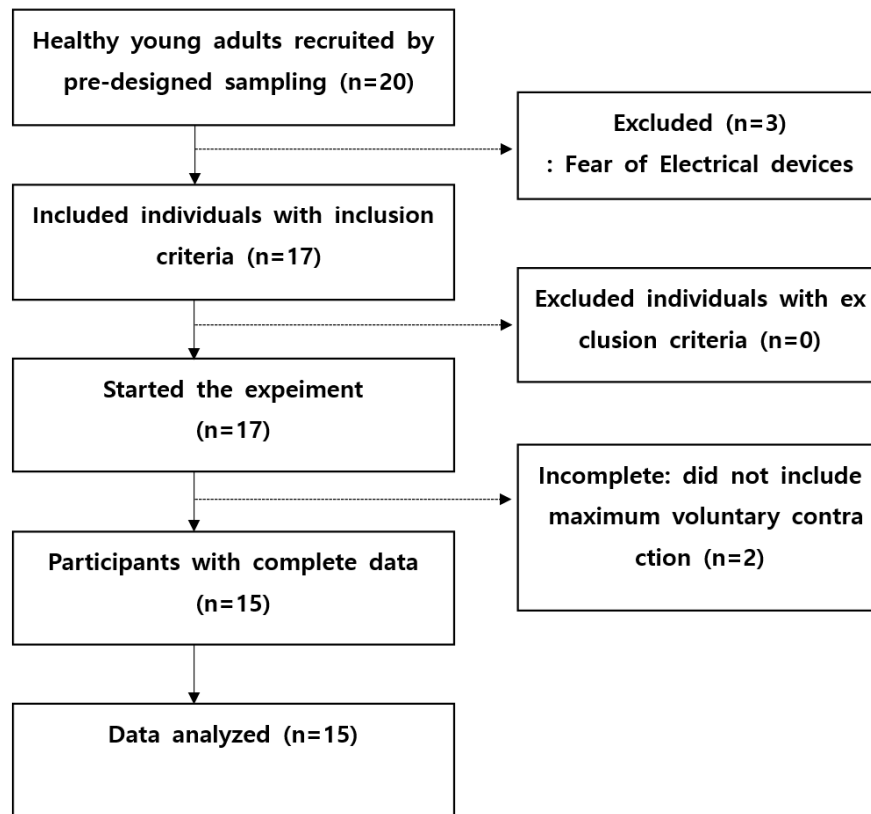 Healthy young adults recruited by
pre-designed sampling (n=20)
Excluded (n=3)
: Fear of Electrical devices
Included individuals with inclusion
criteria (n=17)
Excluded individuals with ex
clusion criteria (n=0)
Started the expeiment
(n=17)
Incomplete: did not include
maximum voluntary contra
ction (n=2)
Participants with complete data
(n=15)
Data analyzed (n=15)